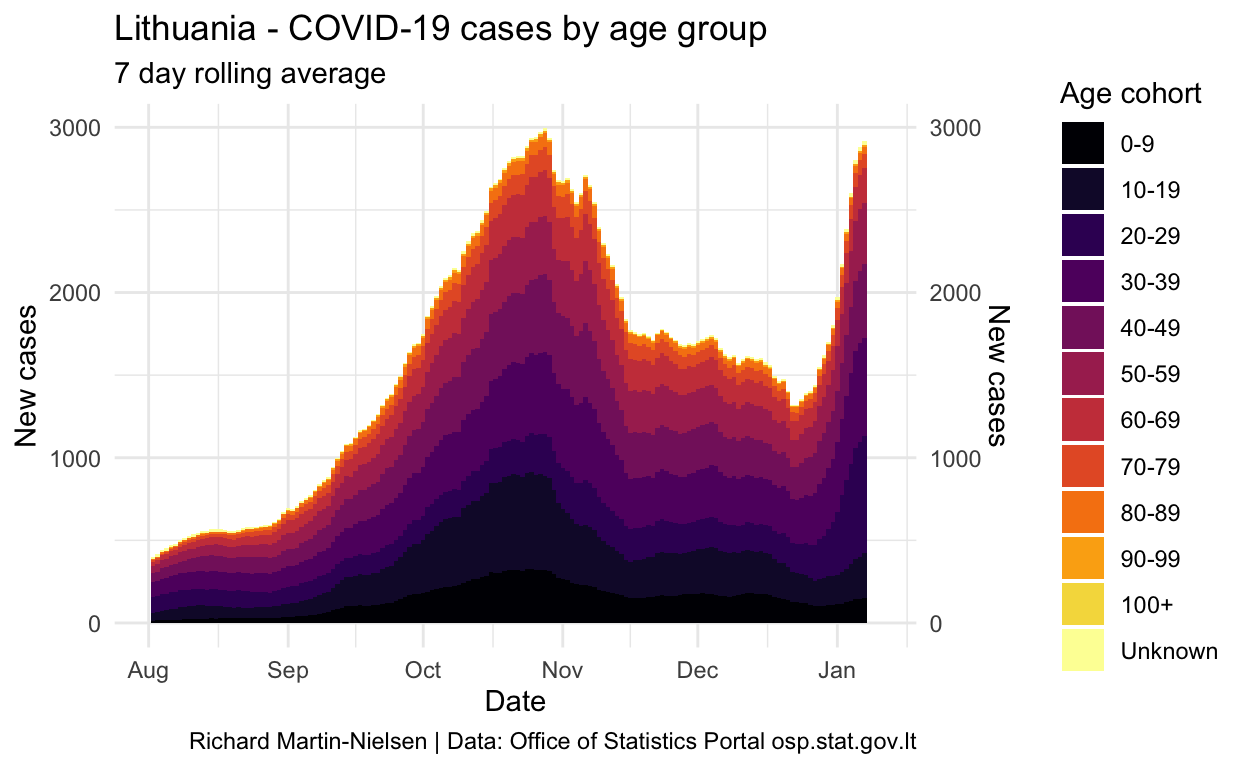 Lithuania - COVID-19 cases by age group
7 day rolling average
New cases
3000
2000
1000
0
3000
2000
1000
0
New cases
Aug Sep Oct Nov Dec Jan
Date
Age cohort
0-9
10-19
20-29
30-39
40-49
50-59
60-69
70-79
80-89
90-99
100+
Unknown
Richard Martin-Nielsen | Data: Office of Statistics Portal osp.stat.gov.lt